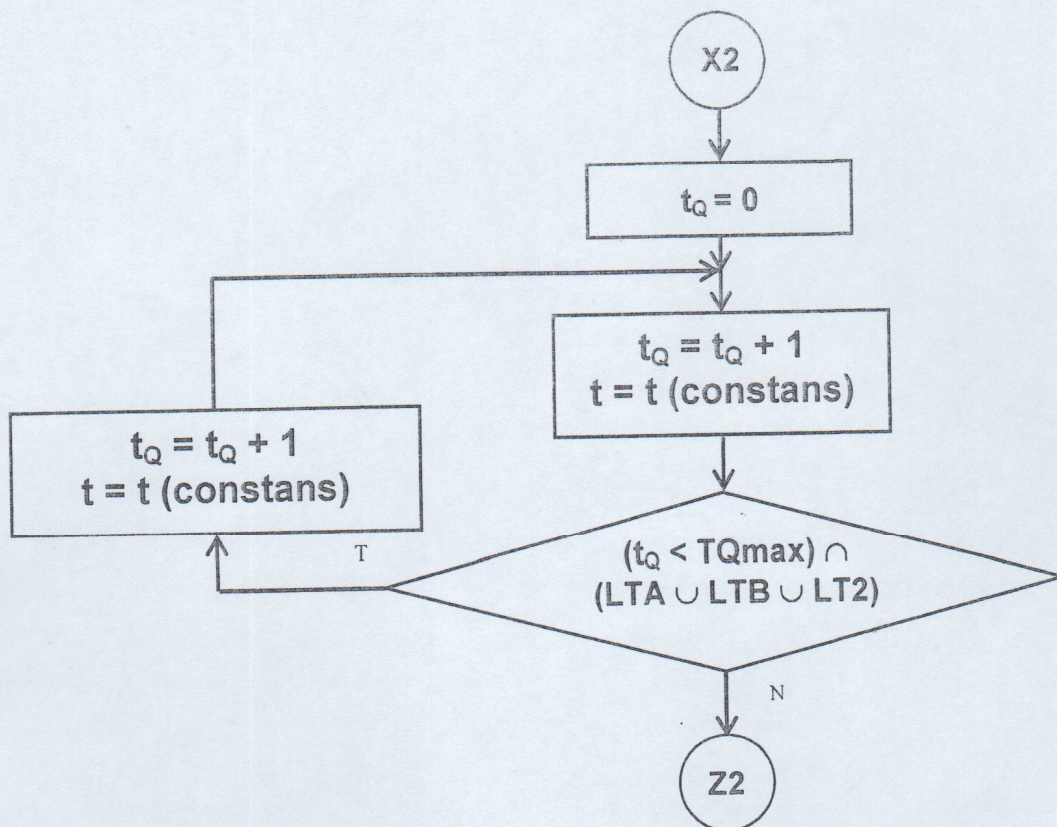 X2
t_Q = 0
t_Q = t_Q + 1
t = t (constans)
t_Q = t_Q + 1
t = t (constans)
T
(t_Q < TQmax) ∩
(LTA ∪ LTB ∪ LT2)
N
Z2